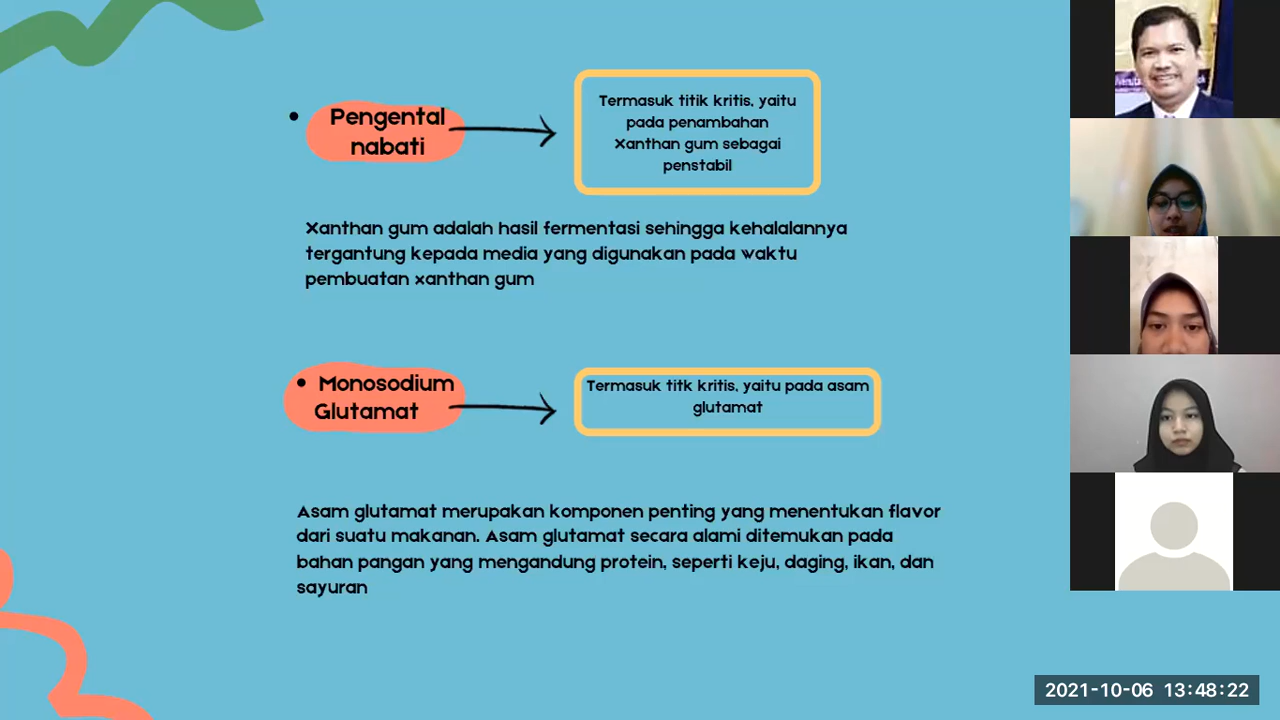 • Pengental
nabati
Termasuk titik kritis, yaitu
pada penambahan
Xanthan gum sebagai
penstabil
Xanthan gum adalah hasil fermentasi sehingga kehalalannya
tergantung kepada media yang digunakan pada waktu
pembuatan xanthan gum
• Monosodium
Glutamat
Termasuk titk kritis, yaitu pada asam
glutamat
Asam glutamat merupakan komponen penting yang menentukan flavor
dari suatu makanan. Asam glutamat secara alami ditemukan pada
bahan pangan yang mengandung protein, seperti keju, daging, ikan, dan
sayuran
2021-10-06 13:48:22